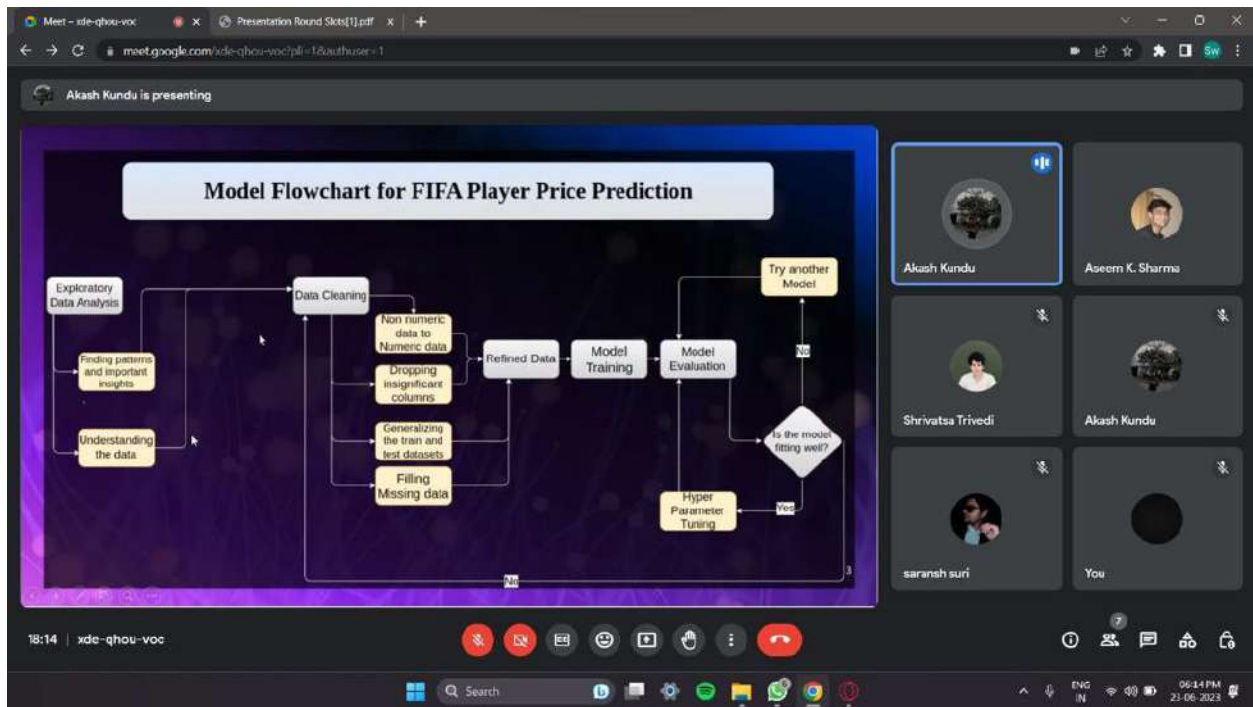 Meet – xde-qhou-voc
Presentation Round Slots[1].pdf
meet.google.com/xde-qhou-voc?pli=1&authuser=1
Sw
Akash Kundu is presenting
Model Flowchart for FIFA Player Price Prediction
Exploratory
Data Analysis
Finding patterns
and important
insights
Understanding
the data
Data Cleaning
Non numeric
data to
Numeric data
Dropping
insignificant
columns
Generalizing
the train and
test datasets
Filling
Missing data
Refined Data
Model
Training
Model
Evaluation
Try another
Model
No
Is the model
fitting well?
Yes
Hyper
Parameter
Tuning
No
3
Akash Kundu
Aseem K. Sharma
Shrivatsa Trivedi
Akash Kundu
saransh suri
You
18:14 | xde-qhou-voc
7
Search
ENG
IN
06:14 PM
23-06-2023